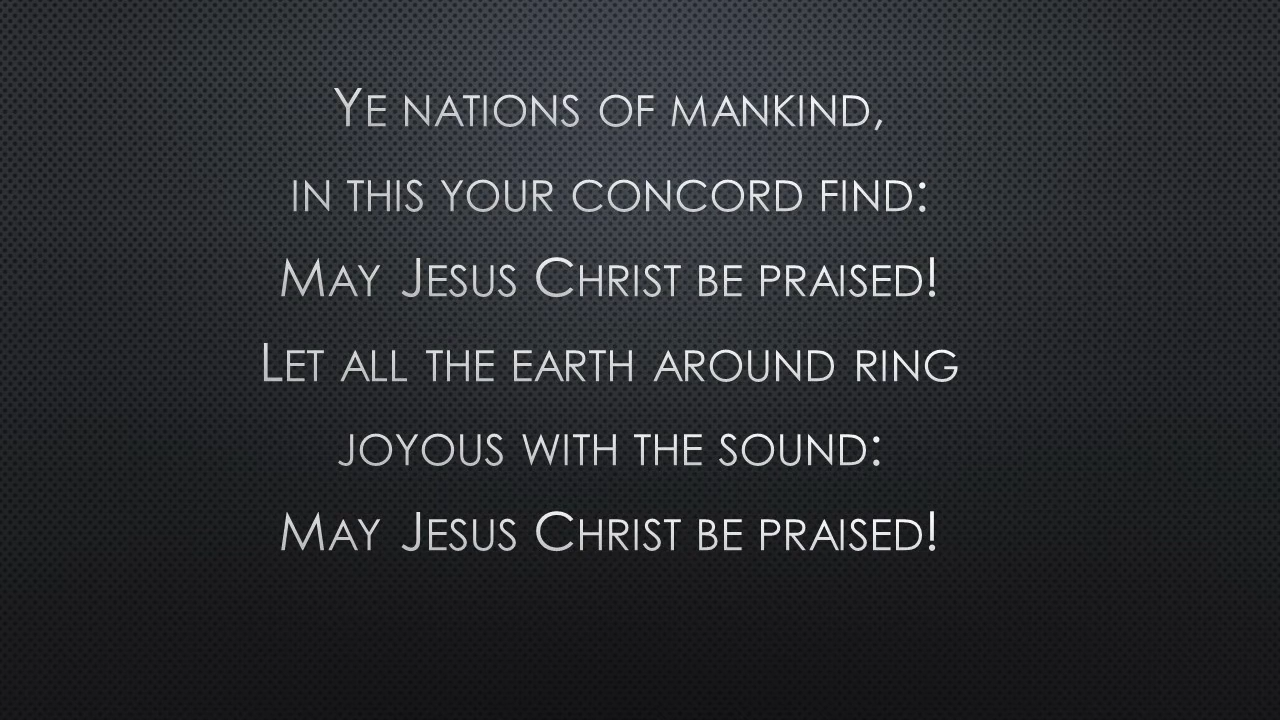 Ye nations of mankind,
in this your concord find:
May Jesus Christ be praised!
Let all the earth around ring
joyous with the sound:
May Jesus Christ be praised!